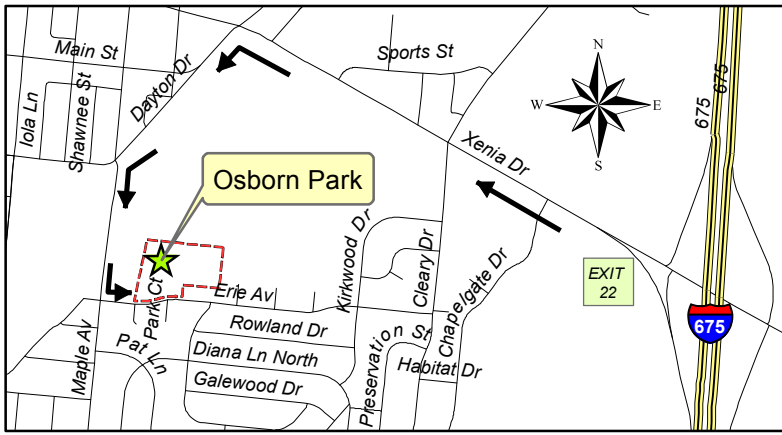 Main St
Sports St
Dayton Dr
Iola Ln
Shawnee St
N
W
E
S
675
675
Xenia Dr
Osborn Park
Kirkwood Dr
Cleary Dr
Chapelgate Dr
EXIT
22
Park Ct
Erie Av
Rowland Dr
Preservation St
675
Maple Av
Pat Ln
Diana Ln North
Habitat Dr
Galewood Dr